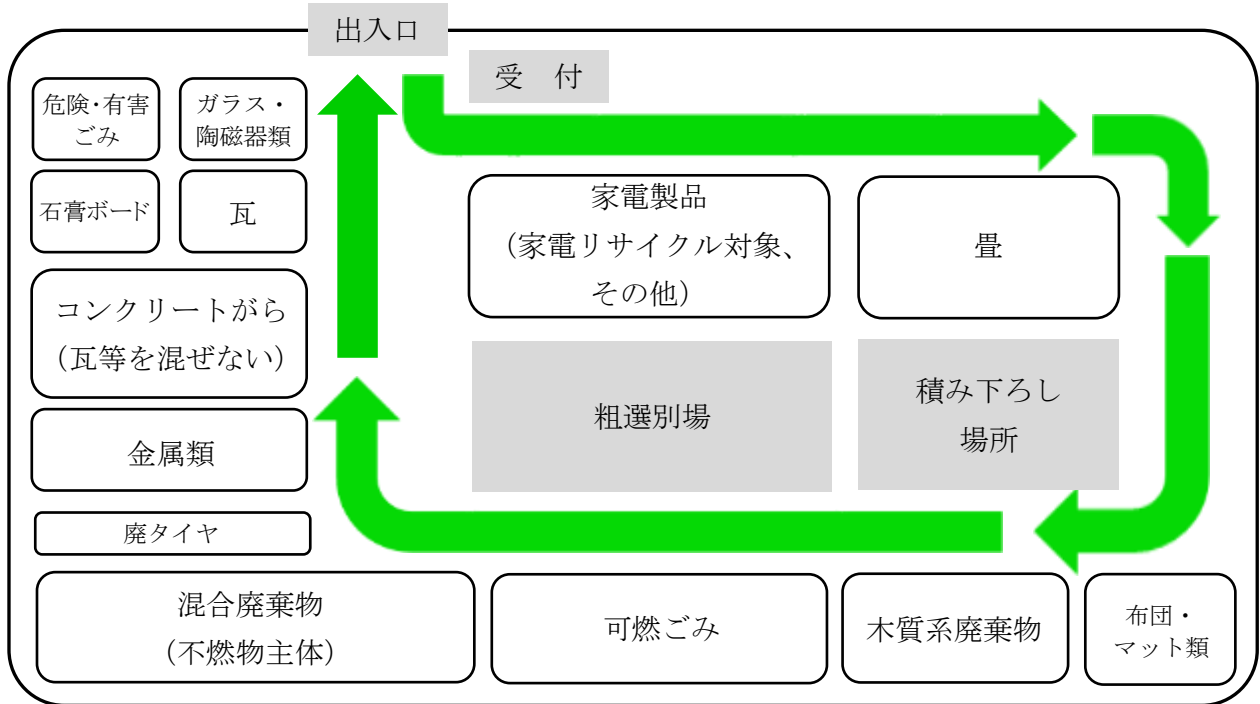 出入口
受　付
危険・有害
ごみ
ガラス・
陶磁器類
石膏ボード
瓦
家電製品
（家電リサイクル対象、
その他）
畳
コンクリートがら
（瓦等を混ぜない）
粗選別場
積み下ろし
場所
金属類
廃タイヤ
混合廃棄物
（不燃物主体）
可燃ごみ
木質系廃棄物
布団・
マット類